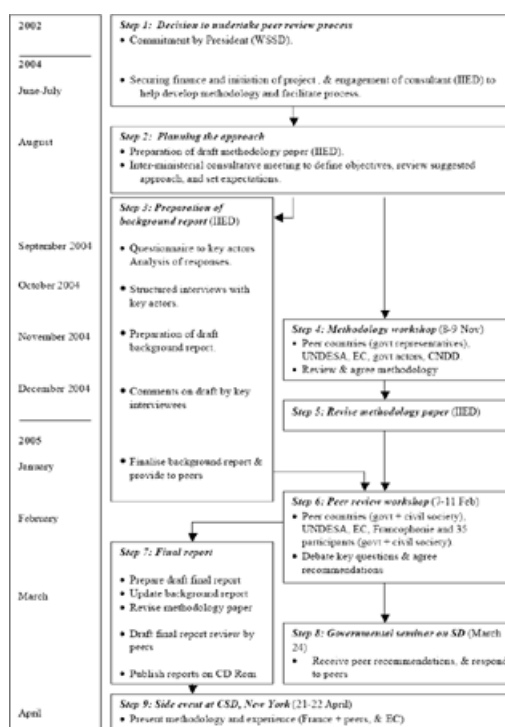 2002
Step 1: Decision to undertake peer review process
• Commitment by President (WSSD).
2004
June-July
• Securing finance and initiation of project , & engagement of consultant (IIED) to
help develop methodology and facilitate process.
August
Step 2: Planning the approach
• Preparation of draft methodology paper (IIED).
• Inter-ministerial consultative meeting to define objectives, review suggested
approach, and set expectations.
Step 3: Preparation of
background report (IIED)
September 2004
• Questionnaire to key actors
Analysis of responses.
October 2004
• Structured interviews with
key actors.
November 2004
• Preparation of draft
background report.
December 2004
• Comments on draft by key
interviewees
2005
January
• Finalise background report &
provide to peers
Step 4: Methodology workshop (8-9 Nov)
• Peer countries (govt representatives),
UNDESA, EC, govt actors, CNDD
• Review & agree methodology
Step 5: Revise methodology paper (IIED)
February
Step 6: Peer review workshop (7-11 Feb)
• Peer countries (govt + civil society),
UNDESA, EC, Francophonie and 35
participants (govt + civil society)
• Debate key questions & agree
recommendations
Step 7: Final report
• Prepare draft final report
• Update background report
• Revise methodology paper
• Draft final report review by
peers
• Publish reports on CD Rom
March
Step 8: Governmental seminar on SD (March
24)
• Receive peer recommendations, & respond
to peers
April
Step 9: Side event at CSD, New York (21-22 April)
• Present methodology and experience (France + peers, & EC)